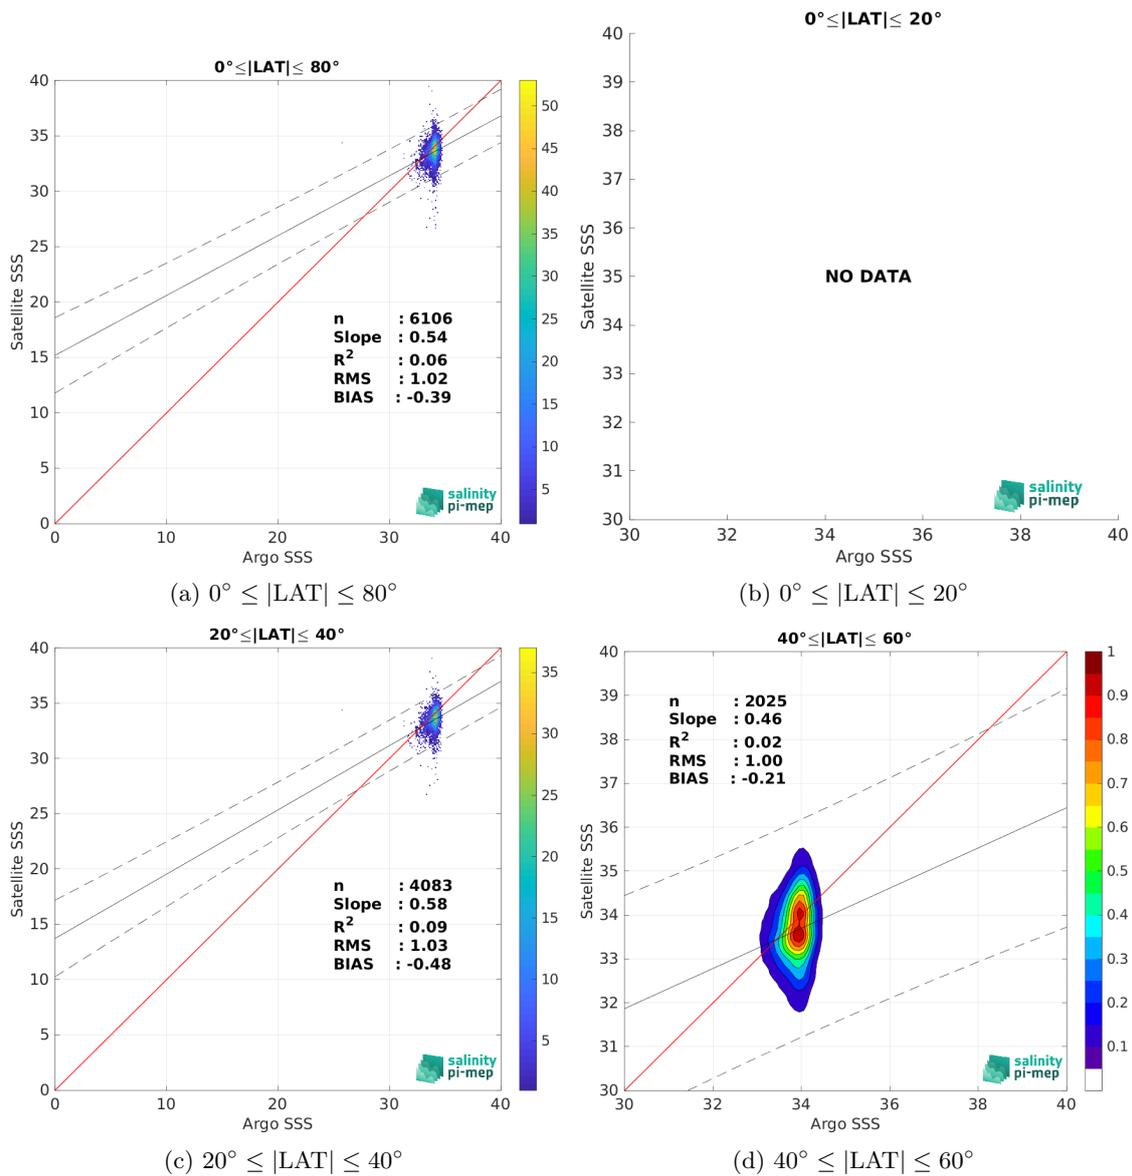 0°≤|LAT|≤ 80°
40
35
30
25
20
15
10
5
0
Satellite SSS
n : 6106
Slope : 0.54
R2 : 0.06
RMS : 1.02
BIAS : -0.39
salinity
pi-mep
0 10 20 30 40
Argo SSS
50
45
40
35
30
25
20
15
10
5
(a) 0° ≤ |LAT| ≤ 80°
0°≤|LAT|≤ 20°
40
39
38
37
36
35
34
33
32
31
30
Satellite SSS
NO DATA
salinity
pi-mep
30 32 34 36 38 40
Argo SSS
(b) 0° ≤ |LAT| ≤ 20°
20°≤|LAT|≤ 40°
40
35
30
25
20
15
10
5
0
Satellite SSS
n : 4083
Slope : 0.58
R2 : 0.09
RMS : 1.03
BIAS : -0.48
salinity
pi-mep
0 10 20 30 40
Argo SSS
35
30
25
20
15
10
5
(c) 20° ≤ |LAT| ≤ 40°
40°≤|LAT|≤ 60°
40
39
38
37
36
35
34
33
32
31
30
Satellite SSS
n : 2025
Slope : 0.46
R2 : 0.02
RMS : 1.00
BIAS : -0.21
salinity
pi-mep
30 32 34 36 38 40
Argo SSS
1
0.9
0.8
0.7
0.6
0.5
0.4
0.3
0.2
0.1
(d) 40° ≤ |LAT| ≤ 60°